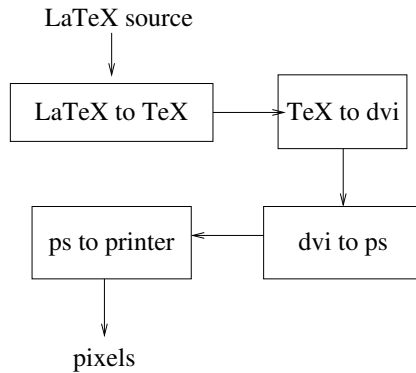 LaTeX source
LaTeX to TeX
TeX to dvi
dvi to ps
ps to printer
pixels